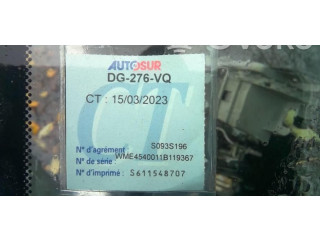 AUTOSUR
DG-276-VQ
CT : 15/03/2023
CT
N° d'agrément S093S196
N° de série : WME4540011B119367
N° d'imprimé : S611548707